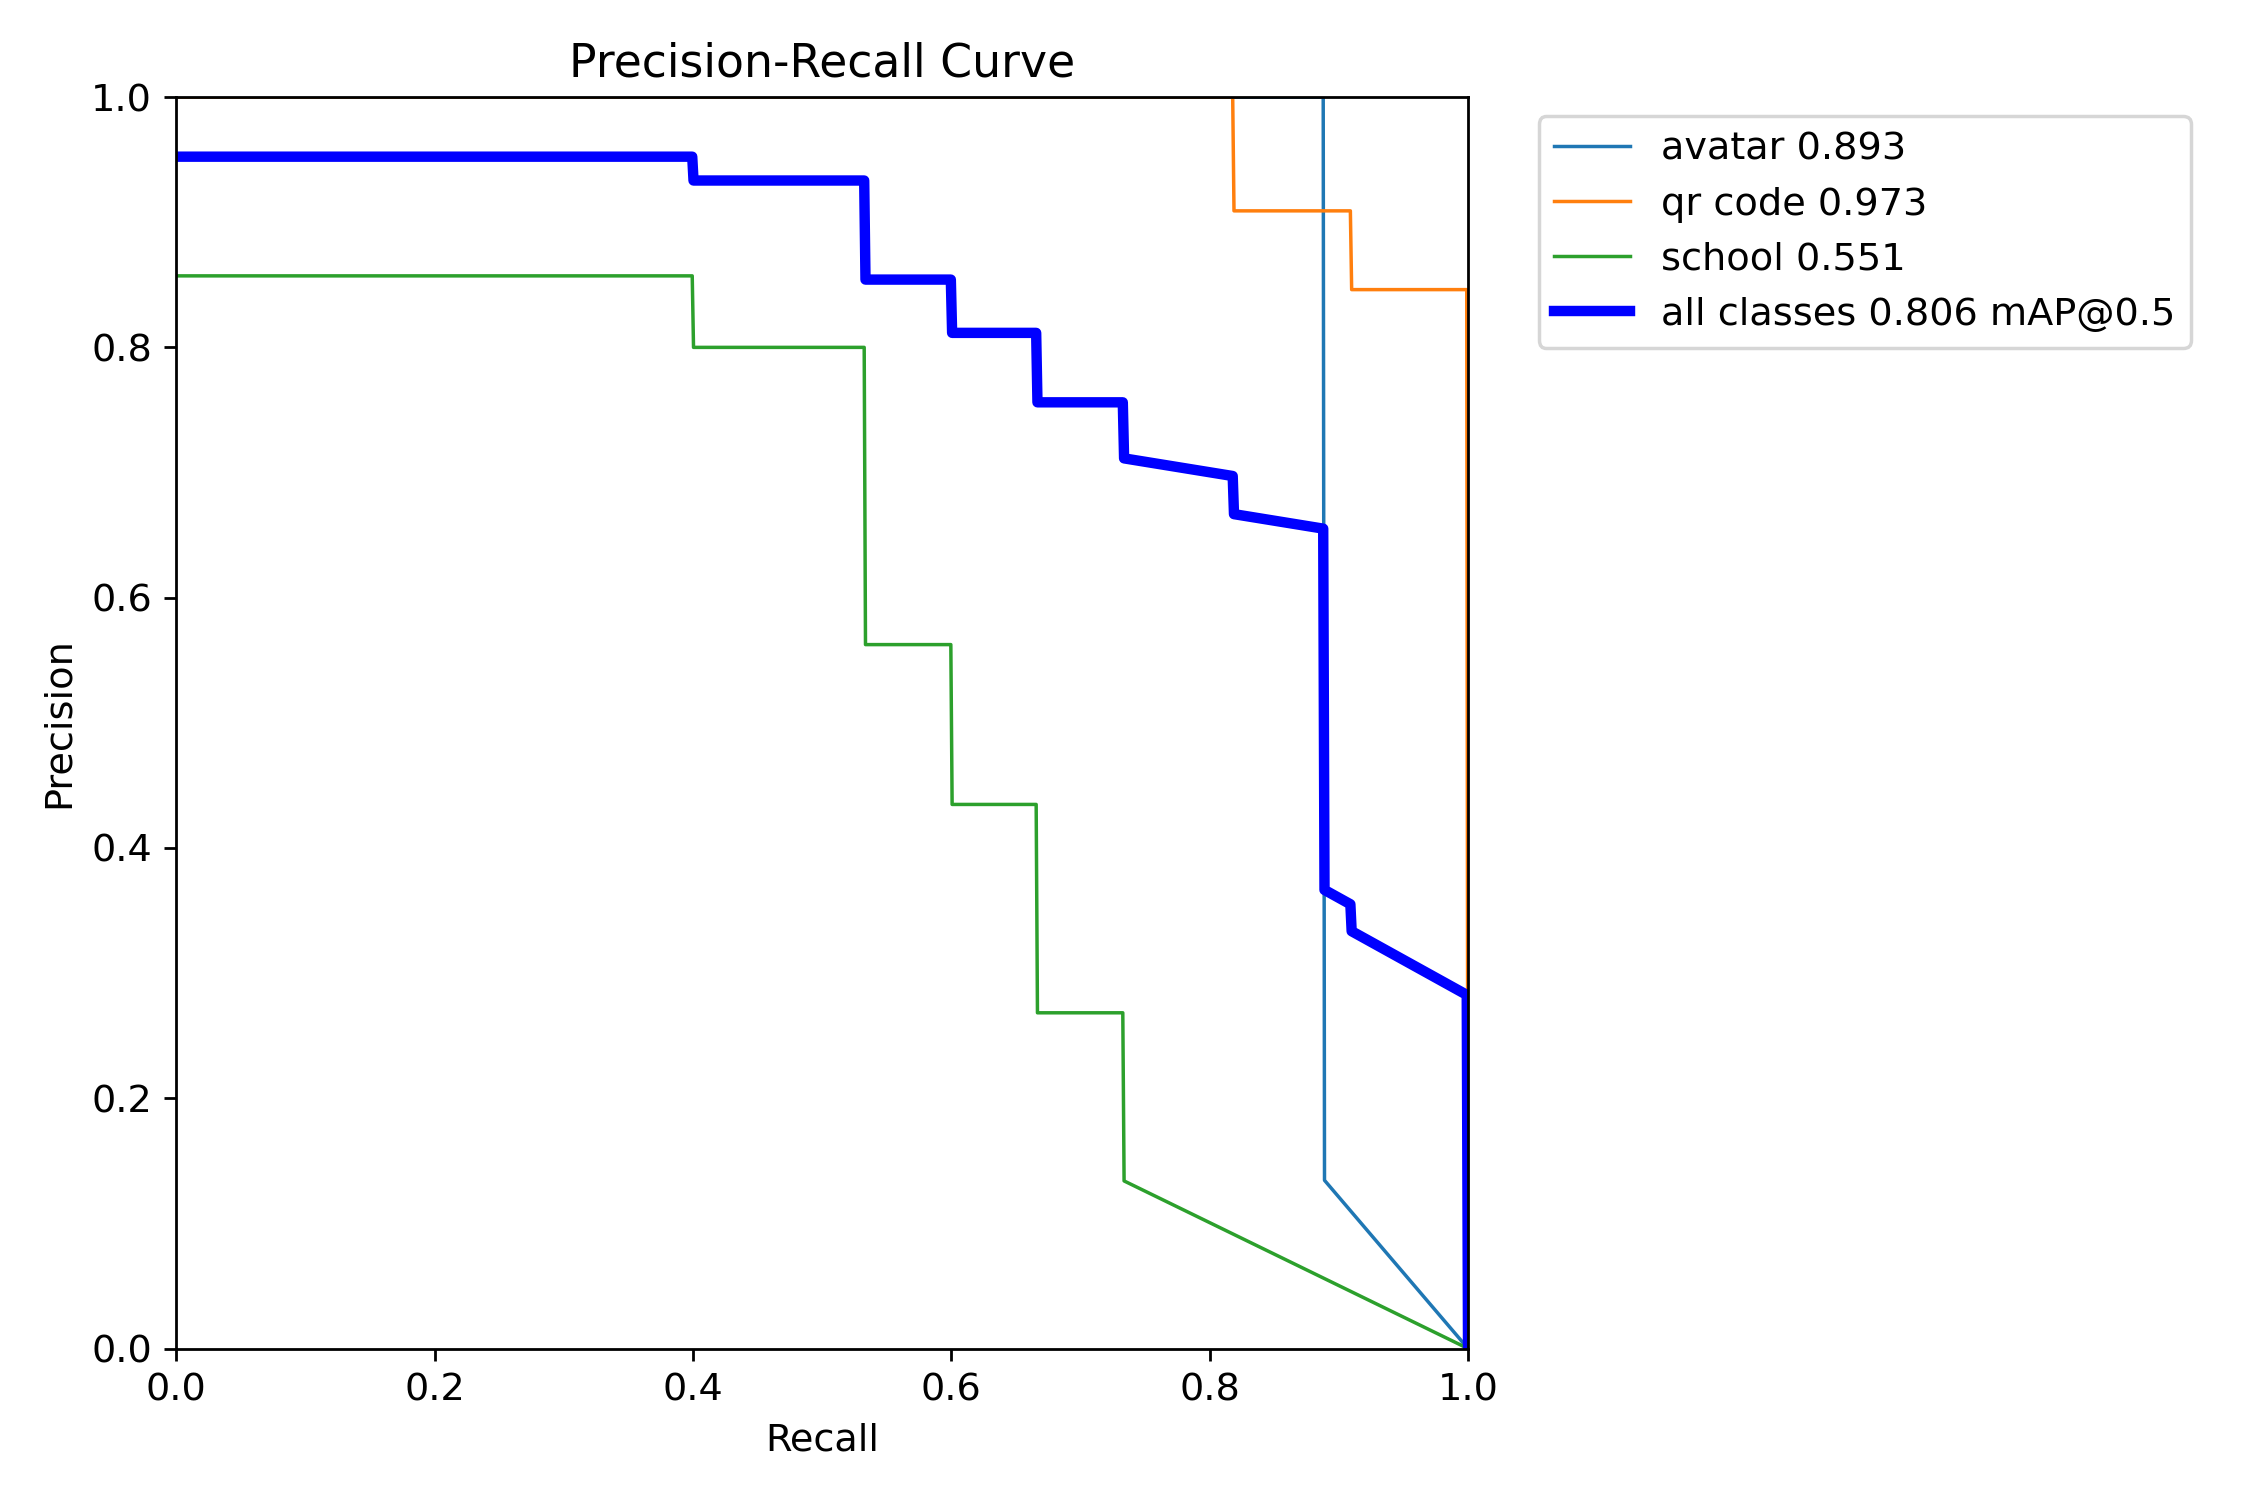 Precision-Recall Curve
1.0
0.8
0.6
0.4
0.2
0.0
Precision
0.0 0.2 0.4 0.6 0.8 1.0
Recall
avatar 0.893
qr code 0.973
school 0.551
all classes 0.806 mAP@0.5